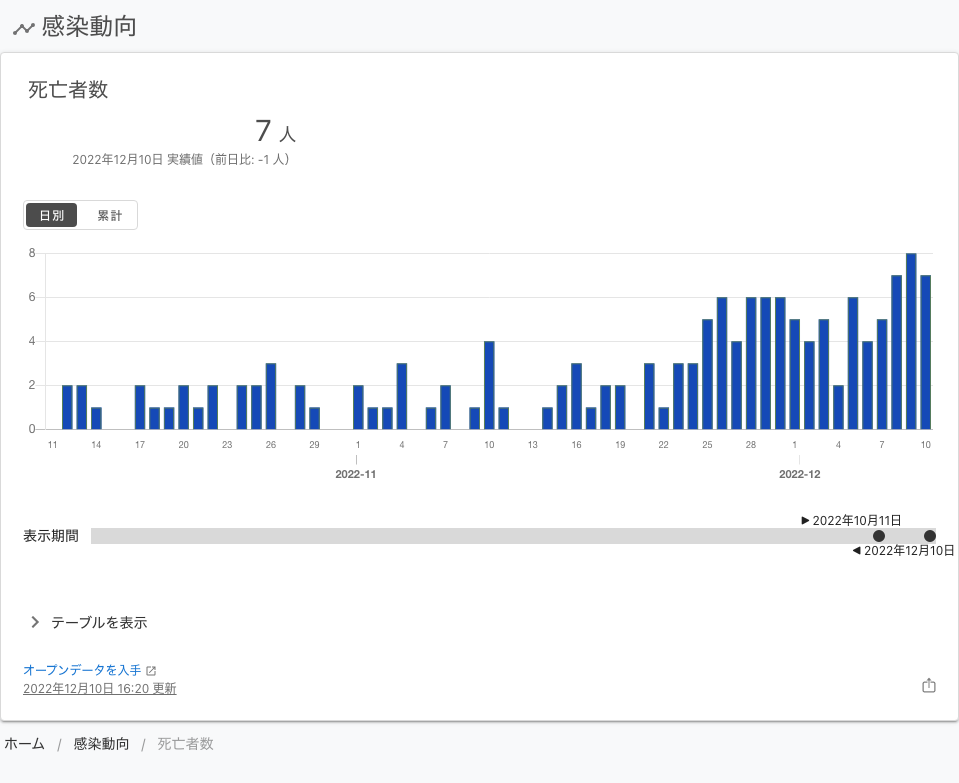 感染動向
死亡者数
7 人
2022年12月10日 実績値（前日比: -1 人）
日別 累計
8
6
4
2
0
11 14 17 20 23 26 29 1 4 7 10 13 16 19 22 25 28 1 4 7 10
2022-11 2022-12
2022年10月11日
表示期間
2022年12月10日
テーブルを表示
オープンデータを入手
2022年12月10日 16:20 更新
ホーム / 感染動向 / 死亡者数